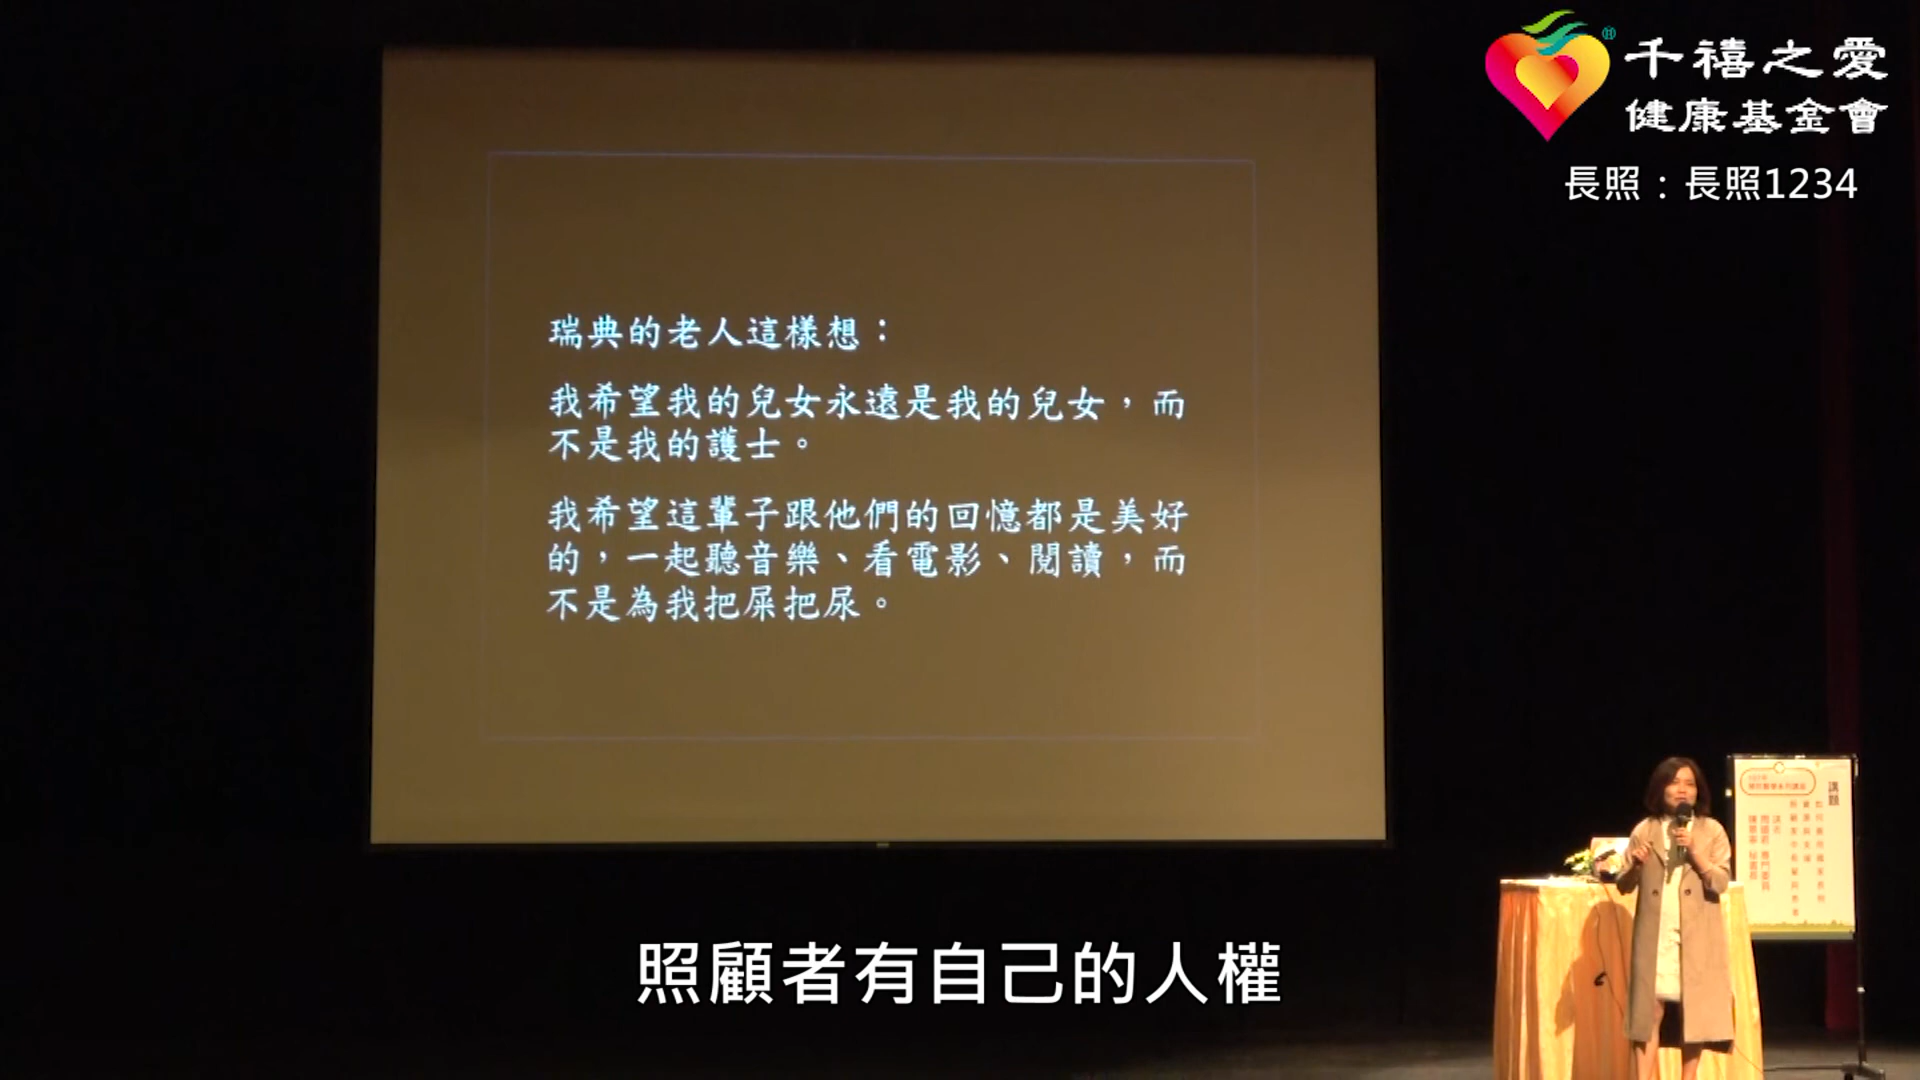 千禧之愛
健康基金會
長照：長照1234
瑞典的老人這樣想：
我希望我的兒女永遠是我的兒女，而
不是我的護士。
我希望這輩子跟他們的回憶都是美好
的，一起聽音樂、看電影、閱讀，而
不是為我把屎把尿。
講題
講者
照顧者有自己的人權